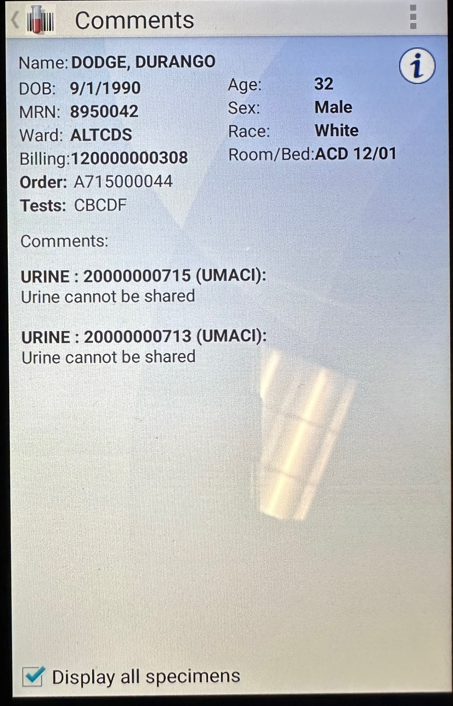 Comments
Name: DODGE, DURANGO
DOB: 9/1/1990 Age: 32
MRN: 8950042 Sex: Male
Ward: ALTCDS Race: White
Billing:120000000308 Room/Bed:ACD 12/01
Order: A715000044
Tests: CBCDF
Comments:
URINE : 20000000715 (UMACI):
Urine cannot be shared
URINE : 20000000713 (UMACI):
Urine cannot be shared
Display all specimens